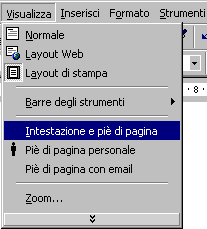 Visualizza Inserisci Formato Strumenti
Normale
Layout Web
Layout di stampa
Barre degli strumenti
Intestazione e piè di pagina
Piè di pagina personale
Piè di pagina con email
Zoom...
8